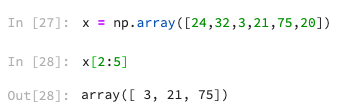 In [27]: x = np.array([24,32,3,21,75,20])
In [28]: x[2:5]
Out[28]: array([ 3, 21, 75])